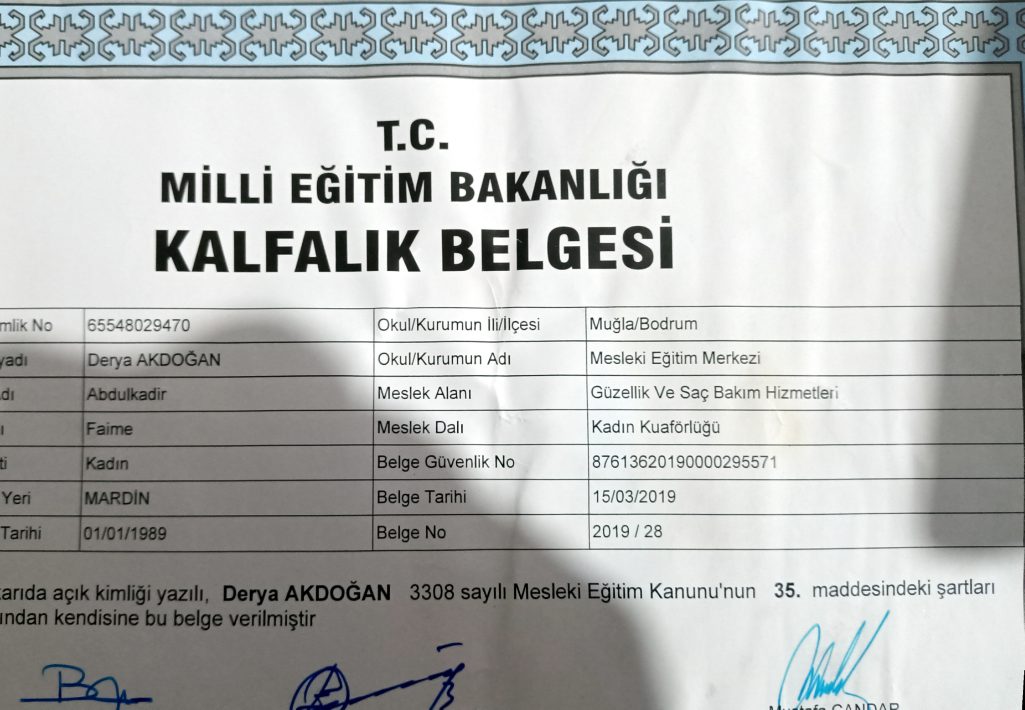 T.C.
MİLLİ EĞİTİM BAKANLIĞI
KALFALIK BELGESİ
mlik No 65548029470 Okul/Kurumun İli/İlçesi Muğla/Bodrum
yadı Derya AKDOĞAN Okul/Kurumun Adı Mesleki Eğitim Merkezi
dı Abdulkadir Meslek Alanı Güzellik Ve Saç Bakım Hizmetleri
ı Faime Meslek Dalı Kadın Kuaförlüğü
ti Kadın Belge Güvenlik No 87613620190000295571
Yeri MARDİN Belge Tarihi 15/03/2019
Tarihi 01/01/1989 Belge No 2019 / 28
karıda açık kimliği yazılı, Derya AKDOĞAN 3308 sayılı Mesleki Eğitim Kanunu'nun 35. maddesindeki şartları
ından kendisine bu belge verilmiştir
Mustafa CANDAR